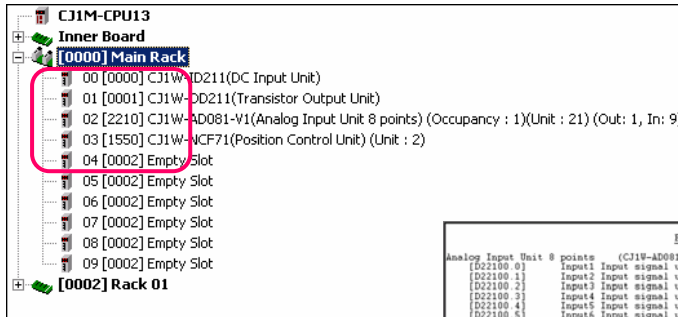 CJ1M-CPU13
Inner Board
[0000] Main Rack
00 [0000] CJ1W-ID211(DC Input Unit)
01 [0001] CJ1W-OD211(Transistor Output Unit)
02 [2210] CJ1W-AD081-V1(Analog Input Unit 8 points) (Occupancy : 1)(Unit : 21) (Out: 1, In: 9)
03 [1550] CJ1W-NCF71(Position Control Unit) (Unit : 2)
04 [0002] Empty Slot
05 [0002] Empty Slot
06 [0002] Empty Slot
07 [0002] Empty Slot
08 [0002] Empty Slot
09 [0002] Empty Slot
[0002] Rack 01
Analog Input Unit 8 points (CJ1W-AD081
[D22100.0] Input1 Input signal
[D22100.1] Input2 Input signal
[D22100.2] Input3 Input signal
[D22100.3] Input4 Input signal
[D22100.4] Input5 Input signal
[D22100.5] Input6 Input signal